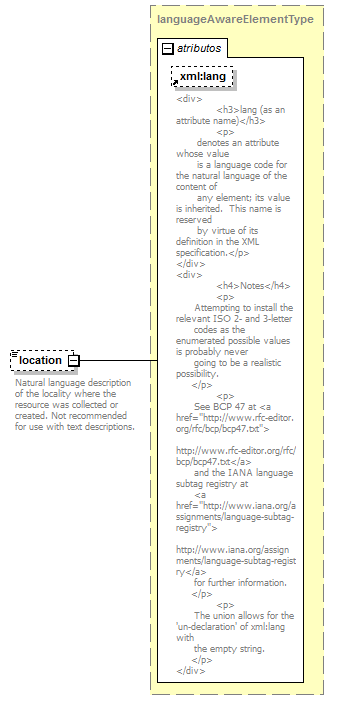 languageAwareElementType
atributos
xml:lang
<div>
<h3>lang (as an
attribute name)</h3>
<p>
denotes an attribute
whose value
is a language code for
the natural language of the
content of
any element; its value
is inherited.  This name is
reserved
by virtue of its
definition in the XML
specification.</p>
</div>
<div>
<h4>Notes</h4>
<p>
Attempting to install the
relevant ISO 2- and 3-letter
codes as the
enumerated possible values
is probably never
going to be a realistic
possibility.
</p>
<p>
See BCP 47 at <a
href="http://www.rfc-editor.
org/rfc/bcp/bcp47.txt">
http://www.rfc-editor.org/rfc/
bcp/bcp47.txt</a>
and the IANA language
subtag registry at
<a
href="http://www.iana.org/a
ssignments/language-subtag-
registry">
http://www.iana.org/assign
ments/language-subtag-regist
ry</a>
for further information.
</p>
<p>
The union allows for the
'un-declaration' of xml:lang
with
the empty string.
</p>
</div>
location
Natural language description
of the locality where the
resource was collected or
created. Not recommended
for use with text descriptions.